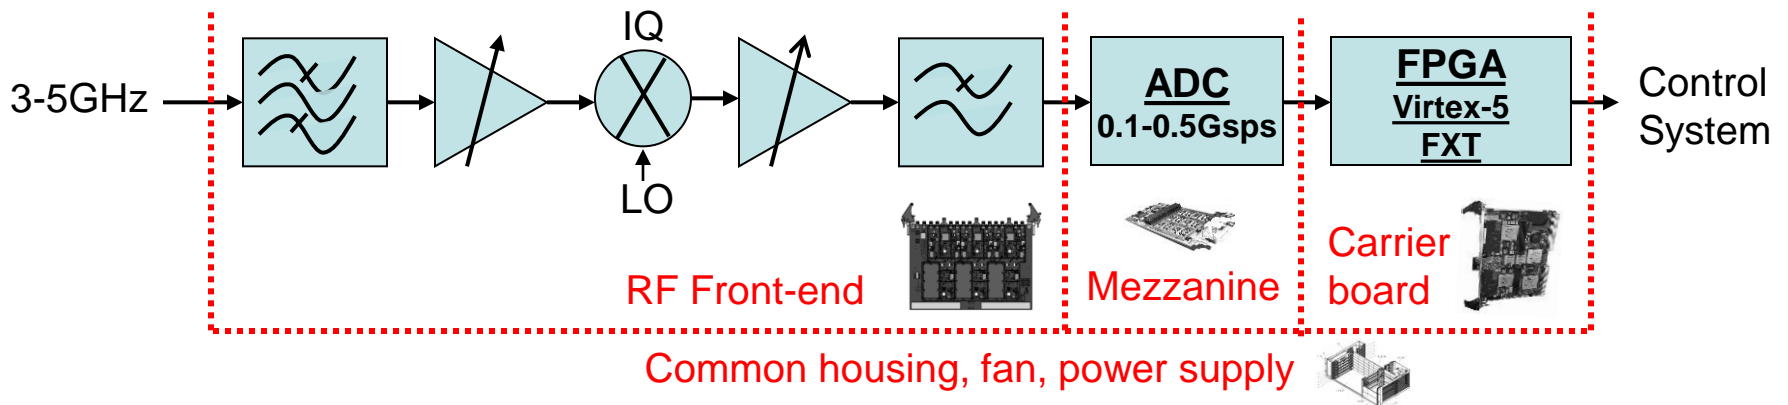 3-5GHz
IQ
LO
ADC
0.1-0.5Gsps
FPGA
Virtex-5
FXT
Control
System
RF Front-end
Mezzanine
Carrier
board
Common housing, fan, power supply